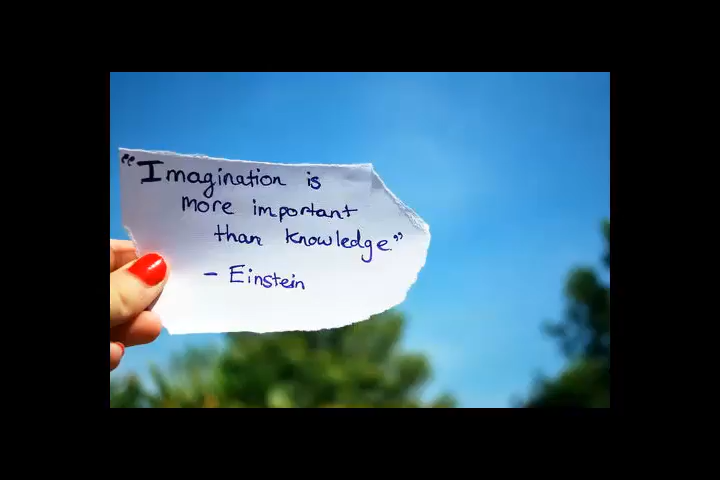 “Imagination is
more important
than knowledge”
- Einstein